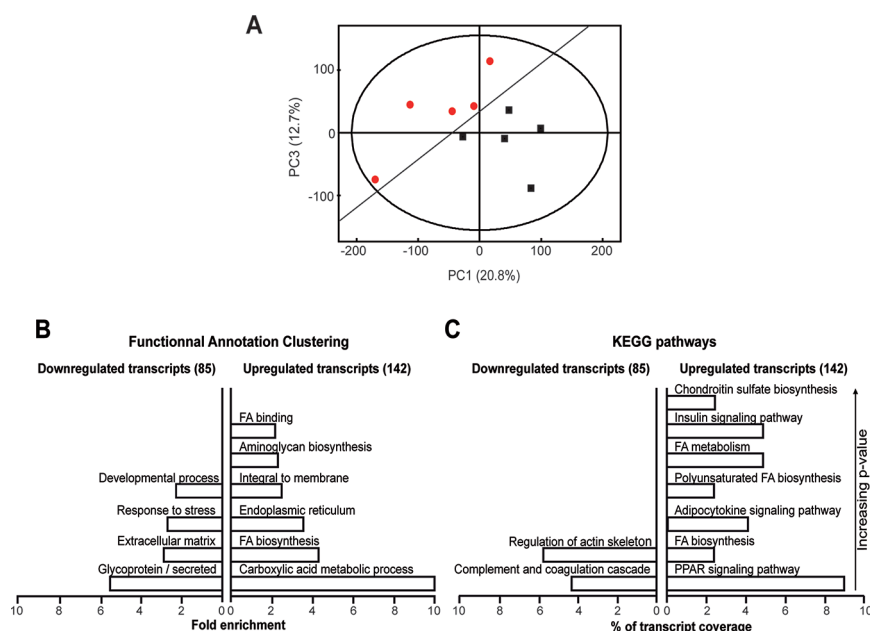 A
PC3 (12.7%)
100
0
-100
-200 -100 0 100 200
PC1 (20.8%)
B
Functionnal Annotation Clustering
Downregulated transcripts (85) Upregulated transcripts (142)
FA binding
Aminoglycan biosynthesis
Developmental process Integral to membrane
Response to stress Endoplasmic reticulum
Extracellular matrix FA biosynthesis
Glycoprotein / secreted Carboxylic acid metabolic process
10 8 6 4 2 0 0 2 4 6 8 10
Fold enrichment
C
KEGG pathways
Downregulated transcripts (85) Upregulated transcripts (142)
Chondroitin sulfate biosynthesis
Insulin signaling pathway
FA metabolism
Polyunsaturated FA biosynthesis
Adipocytokine signaling pathway
Regulation of actin skeleton FA biosynthesis
Complement and coagulation cascade PPAR signaling pathway
10 8 6 4 2 0 0 2 4 6 8 10
% of transcript coverage
Increasing p-value